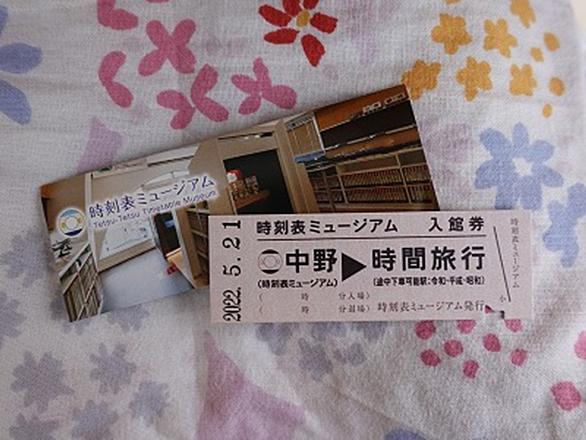 時刻表ミュージアム
Tetsu-Tetsu Timetable Museum
2022.5.21
時刻表ミュージアム 入館券
中野▶時間旅行
(時刻表ミュージアム) (途中下車可能駅:令和・平成・昭和)
( 時 分入場)
( 時 分退場) 時刻表ミュージアム発行
時刻表ミュージアム
小